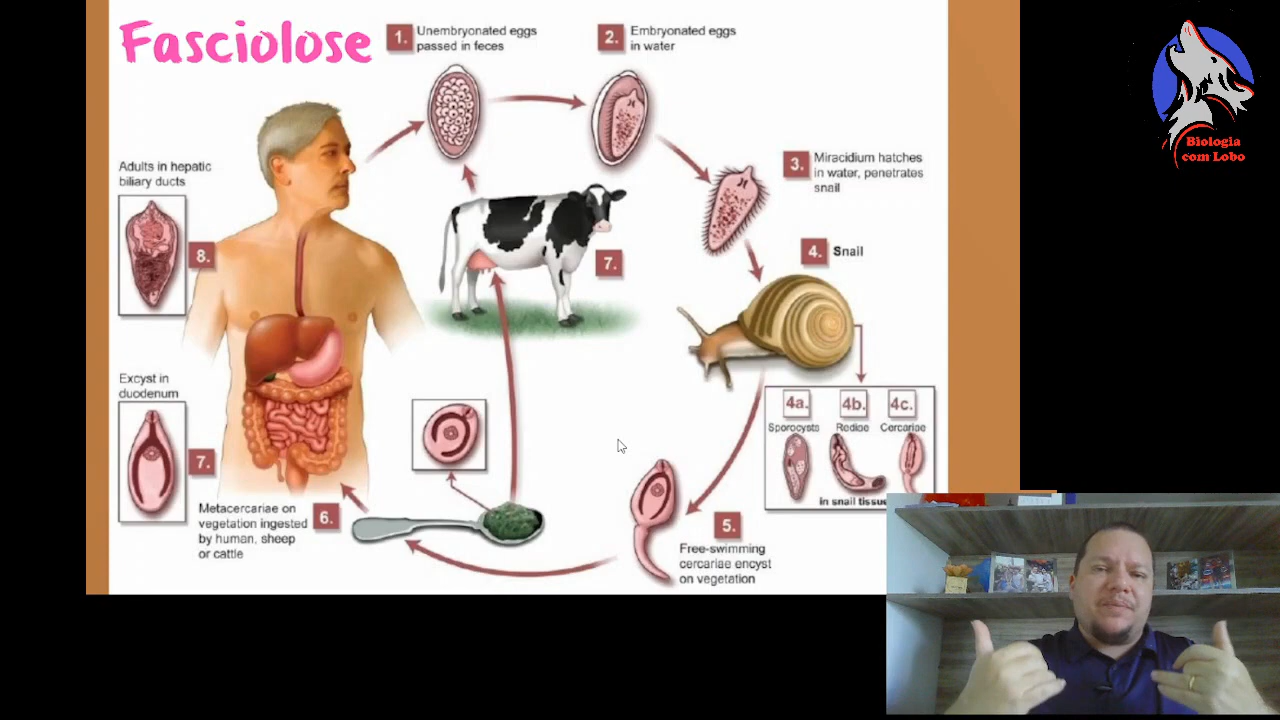 Fasciolose
1.
Unembryonated eggs
passed in feces
2.
Embryonated eggs
in water
3.
Miracidium hatches
in water, penetrates
snail
4.
Snail
4a.
4b.
4c.
Sporocysts
Rediae
Cercariae
in snail tissue
5.
Free-swimming
cercariae encyst
on vegetation
6.
Metacercariae on
vegetation ingested
by human, sheep
or cattle
7.
7.
Excyst in
duodenum
8.
Adults in hepatic
biliary ducts
Biologia
com Lobo